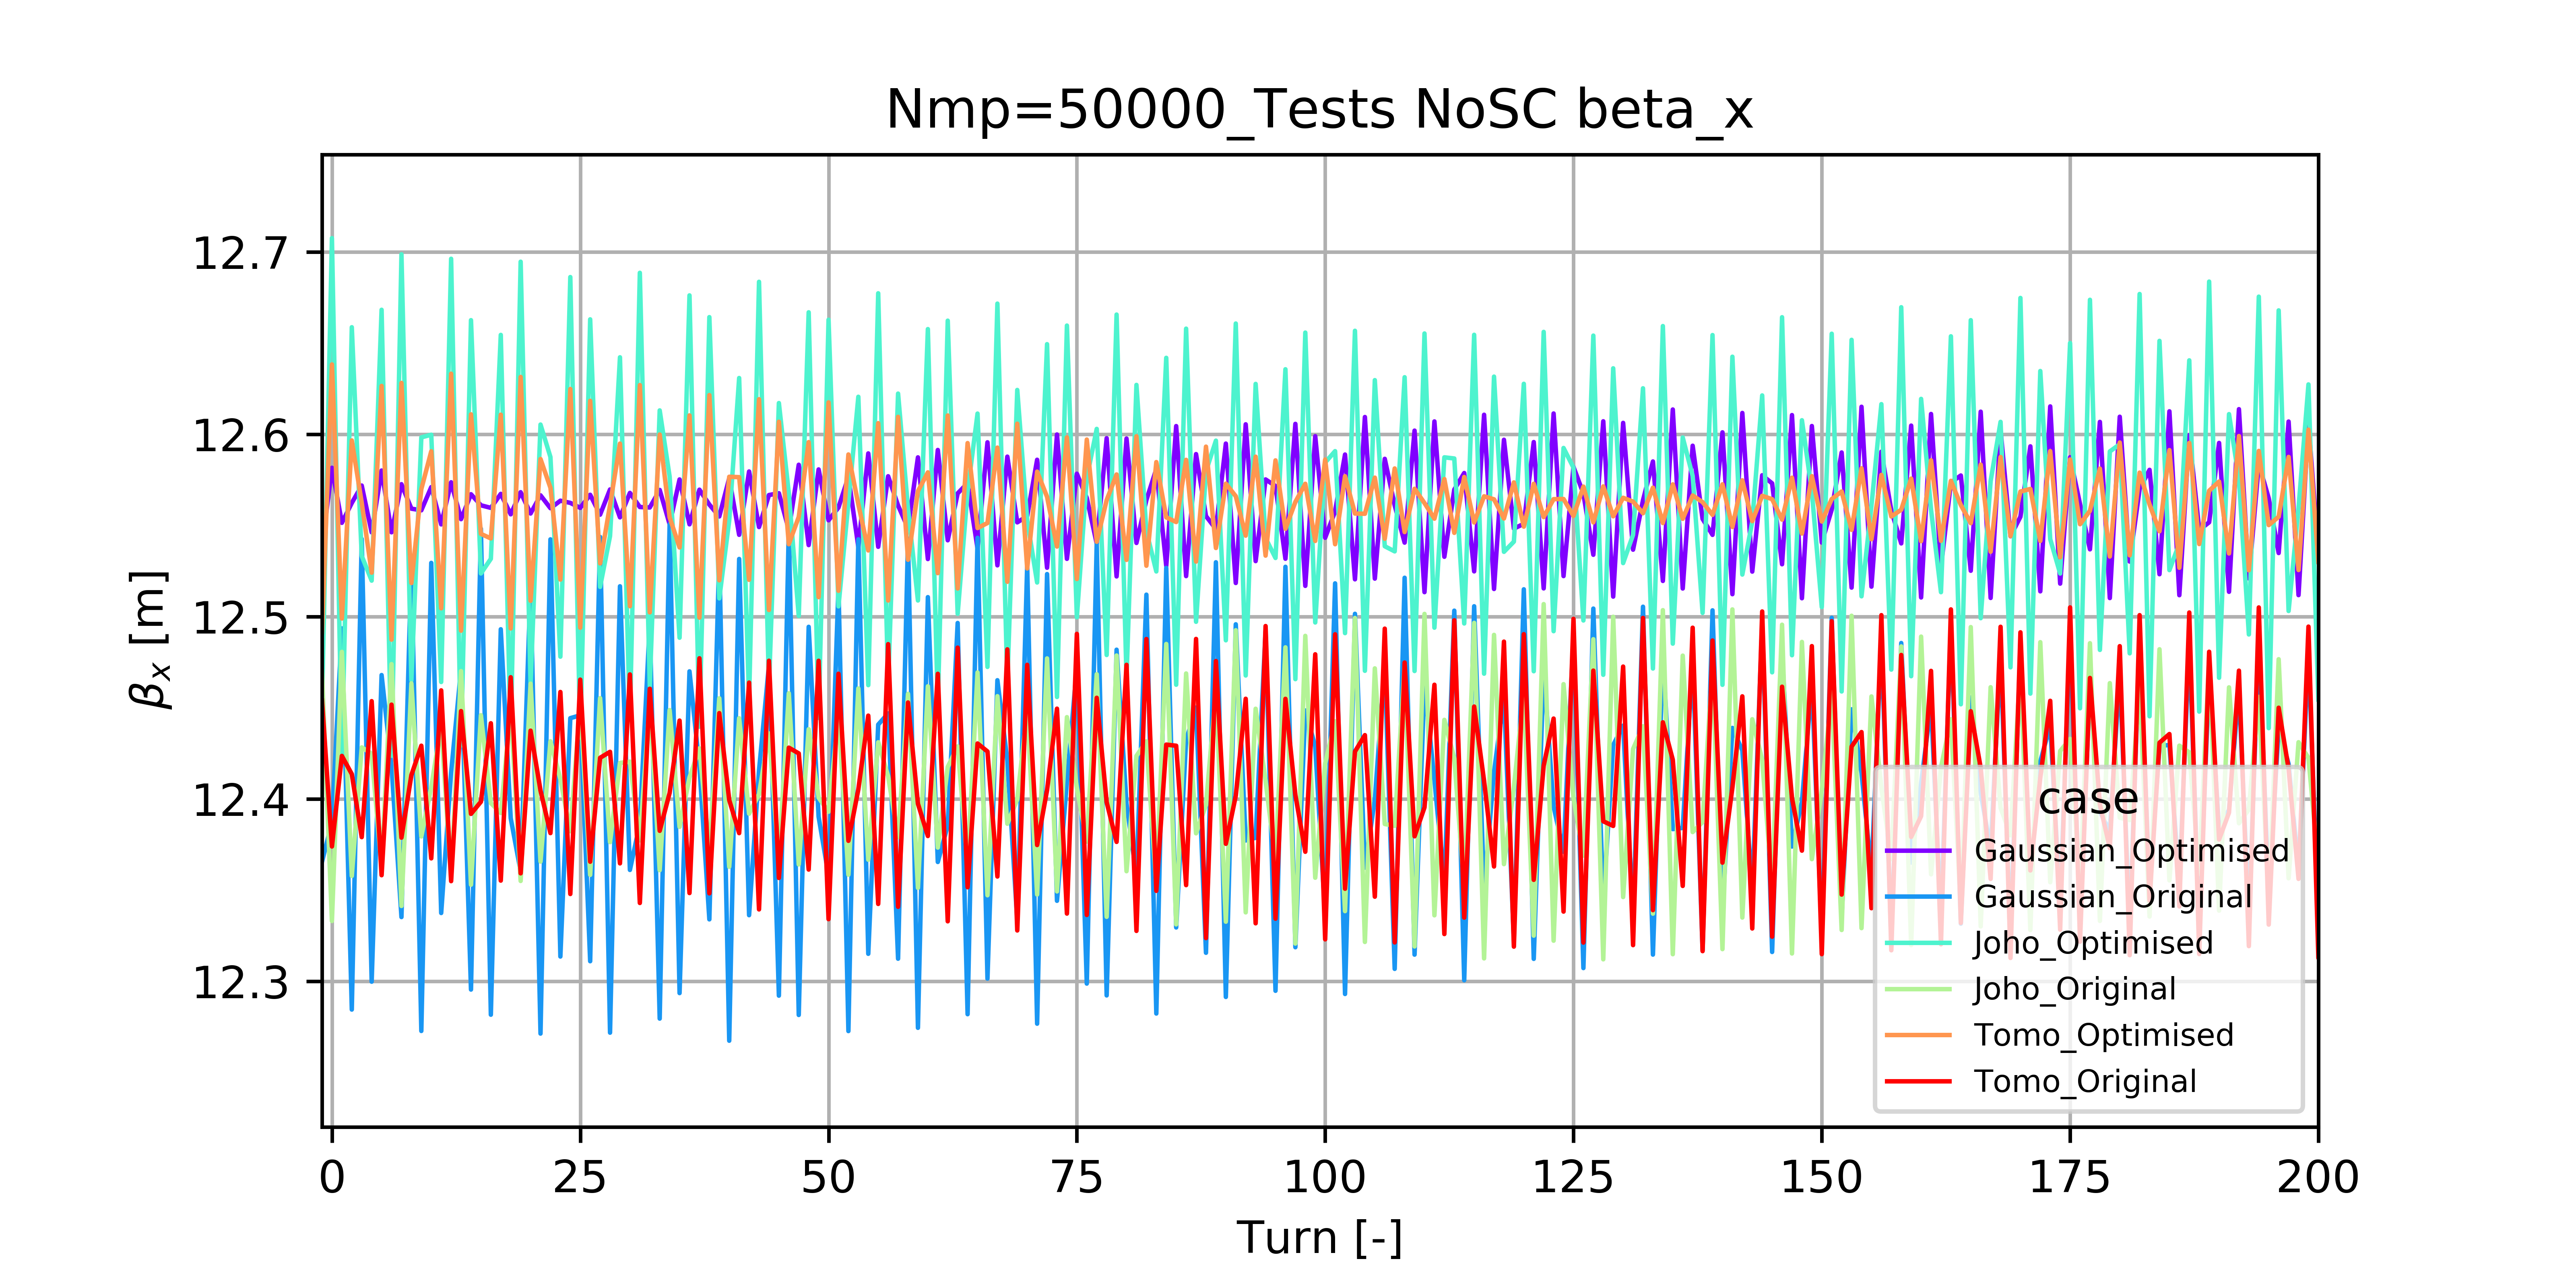 Nmp=50000_Tests NoSC beta_x
12.7
12.6
12.5
12.4
12.3
βx [m]
0 25 50 75 100 125 150 175 200
Turn [-]
case
Gaussian_Optimised
Gaussian_Original
Joho_Optimised
Joho_Original
Tomo_Optimised
Tomo_Original